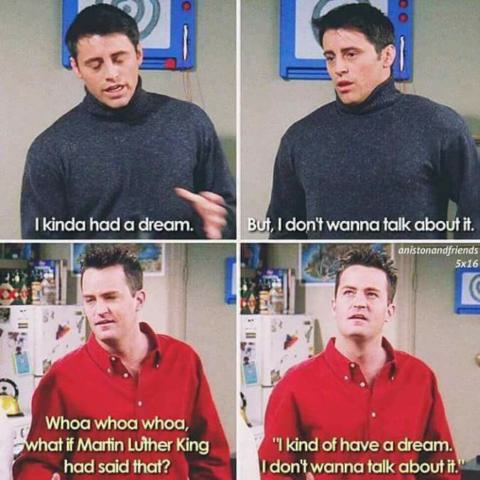 I kinda had a dream.
But, I don't wanna talk about it.
anistonandfriends
5x16
Whoa whoa whoa,
what if Martin Luther King
had said that?
"I kind of have a dream.
I don't wanna talk about it."